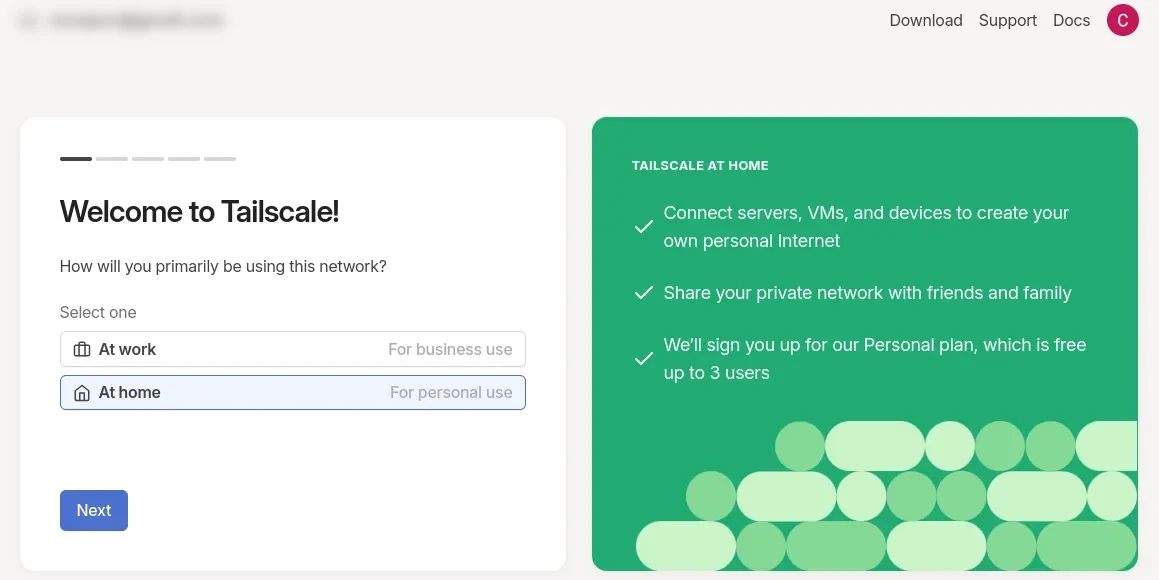 Download Support Docs C
Welcome to Tailscale!
How will you primarily be using this network?
Select one
At work For business use
At home For personal use
Next
TAILSCALE AT HOME
Connect servers, VMs, and devices to create your
own personal Internet
Share your private network with friends and family
We'll sign you up for our Personal plan, which is free
up to 3 users